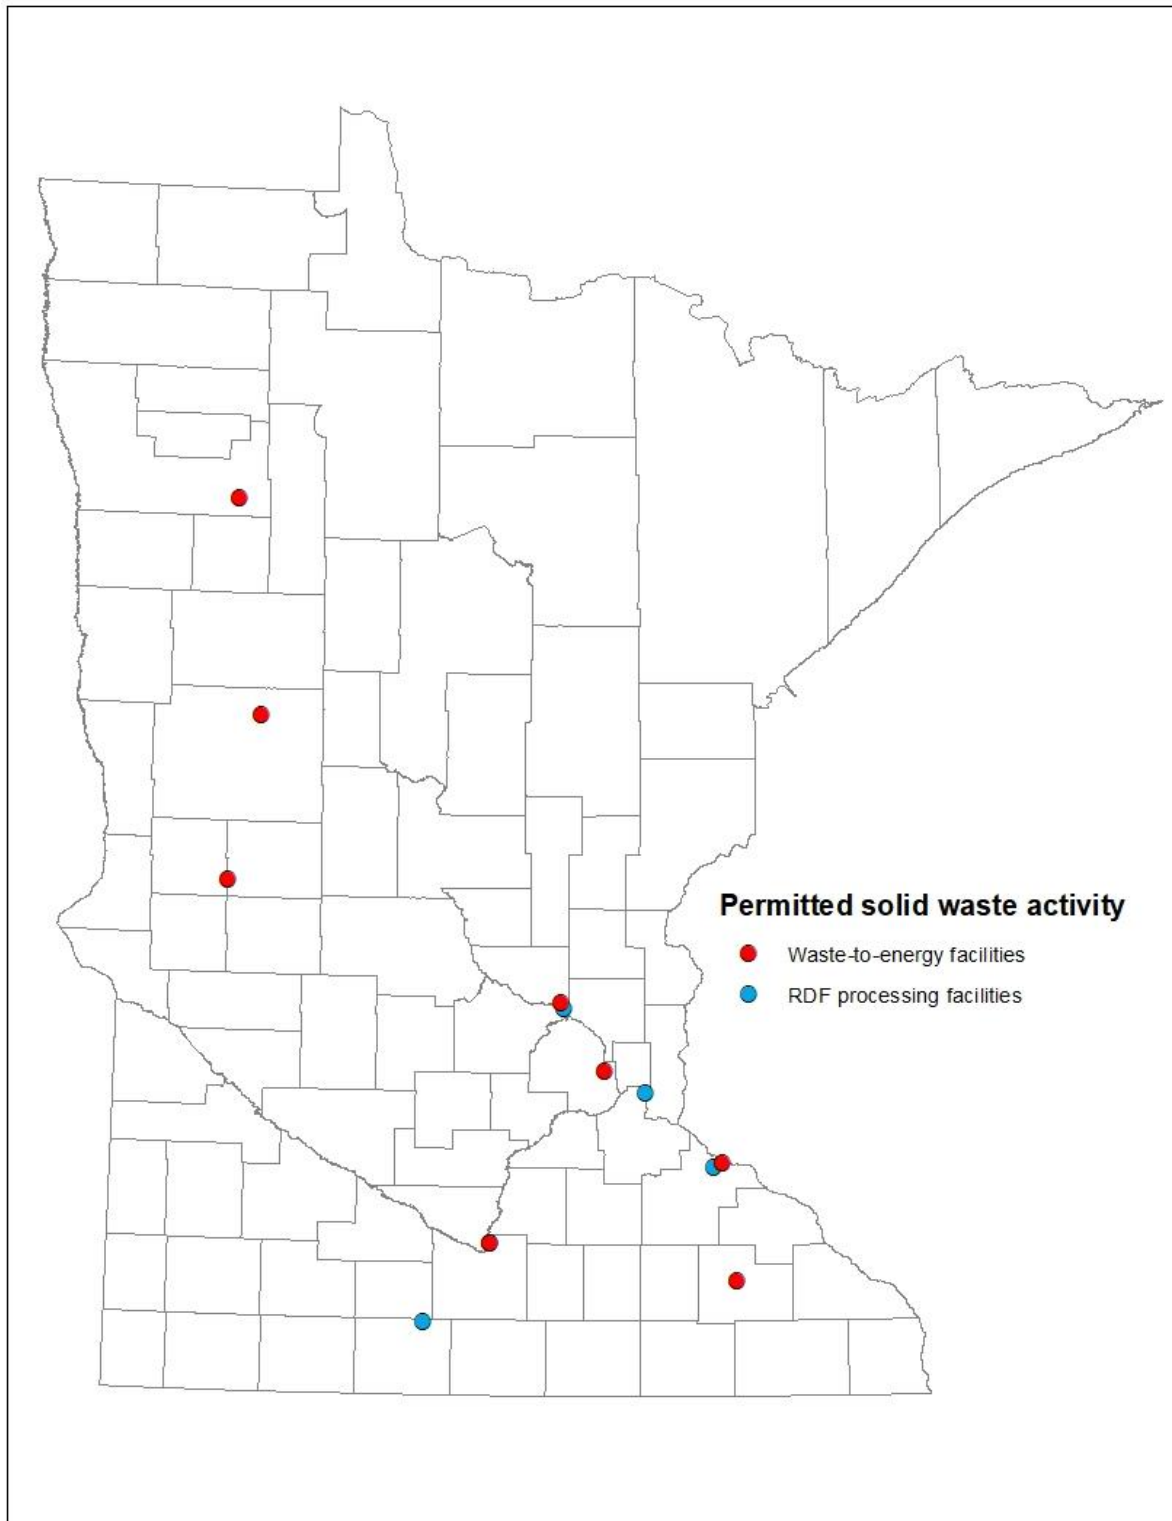 Permitted solid waste activity
Waste-to-energy facilities
RDF processing facilities